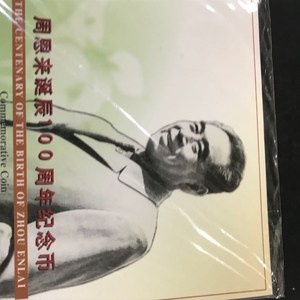 周恩来诞辰100周年纪念币
THE CENTENARY OF THE BIRTH OF ZHOU ENLAI
Commemorative Coin